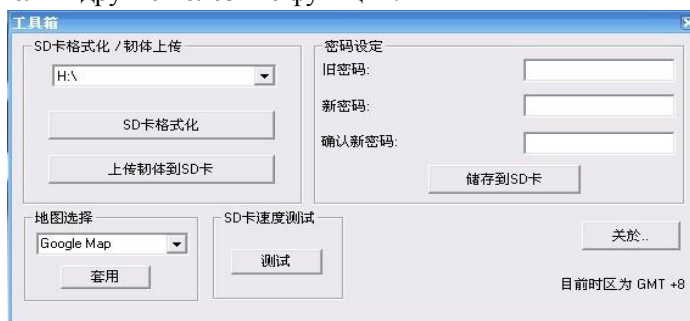 工具箱
SD卡格式化 / 韧体上传
H:\
SD卡格式化
上传韧体到SD卡
密码设定
旧密码:
新密码:
确认新密码:
储存到SD卡
地图选择
Google Map
套用
SD卡速度测试
测试
关於..
目前时区为 GMT +8